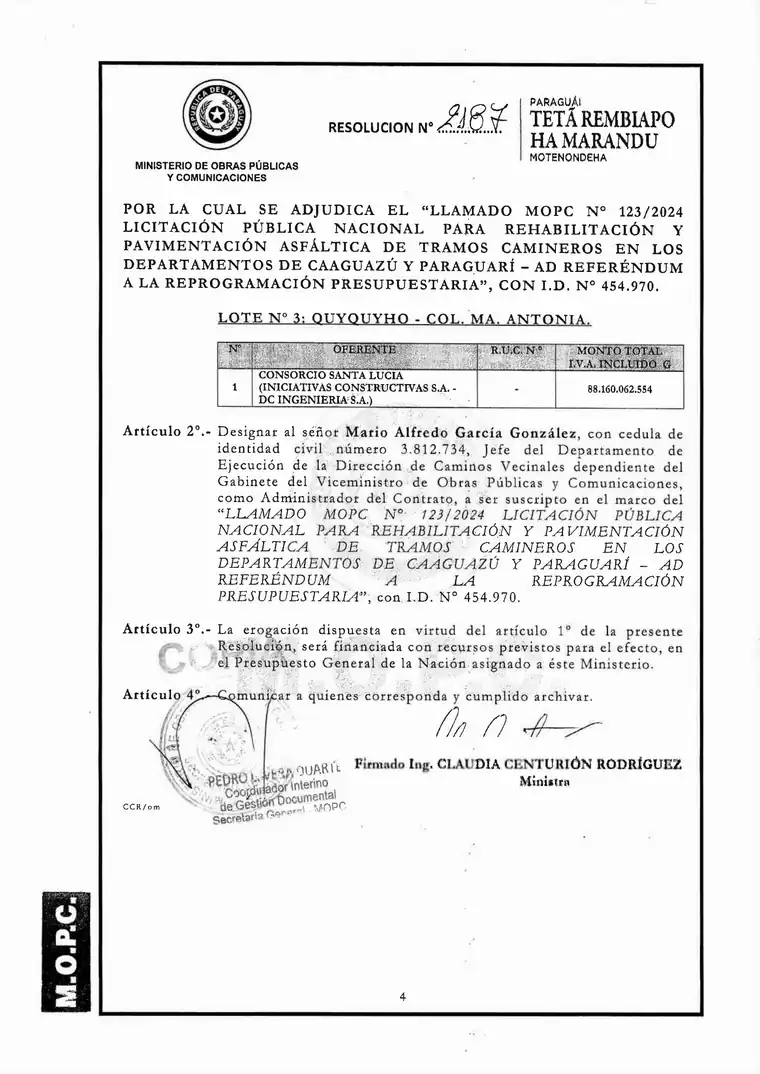 REPUBLICA DEL PARAGUAY
MINISTERIO DE OBRAS PÚBLICAS
Y COMUNICACIONES
RESOLUCION N° 2187
PARAGUÁI
TETÃ REMBIAPO
HA MARANDU
MOTENONDEHA
POR LA CUAL SE ADJUDICA EL “LLAMADO MOPC N° 123/2024
LICITACIÓN PÚBLICA NACIONAL PARA REHABILITACIÓN Y
PAVIMENTACIÓN ASFÁLTICA DE TRAMOS CAMINEROS EN LOS
DEPARTAMENTOS DE CAAGUAZÚ Y PARAGUARÍ – AD REFERÉNDUM
A LA REPROGRAMACIÓN PRESUPUESTARIA”, CON I.D. N° 454.970.
LOTE N° 3: QUYQUYHO - COL. MA. ANTONIA.
N° OFERENTE R.U.C. N° MONTO TOTAL
I.V.A. INCLUIDO G
CONSORCIO SANTA LUCIA
1 (INICIATIVAS CONSTRUCTIVAS S.A. - - 88.160.062.554
DC INGENIERIA S.A.)
Artículo 2°.- Designar al señor Mario Alfredo García González, con cedula de
identidad civil número 3.812.734, Jefe del Departamento de
Ejecución de la Dirección de Caminos Vecinales dependiente del
Gabinete del Viceministro de Obras Públicas y Comunicaciones,
como Administrador del Contrato, a ser suscripto en el marco del
“LLAMADO MOPC N° 123/2024 LICITACIÓN PÚBLICA
NACIONAL PARA REHABILITACIÓN Y PAVIMENTACIÓN
ASFÁLTICA DE TRAMOS CAMINEROS EN LOS
DEPARTAMENTOS DE CAAGUAZÚ Y PARAGUARÍ – AD
REFERÉNDUM A LA REPROGRAMACIÓN
PRESUPUESTARIA”, con I.D. N° 454.970.
Artículo 3°.- La erogación dispuesta en virtud del artículo 1° de la presente
Resolución, será financiada con recursos previstos para el efecto, en
el Presupuesto General de la Nación asignado a éste Ministerio.
Artículo 4°.- Comunicar a quienes corresponda y cumplido archivar.
Firmado Ing. CLAUDIA CENTURIÓN RODRÍGUEZ
Ministra
PEDRO
Coordinador Interino
de Gestión Documental
Secretaría General MOPC
CCR/om
M.O.P.C.
4